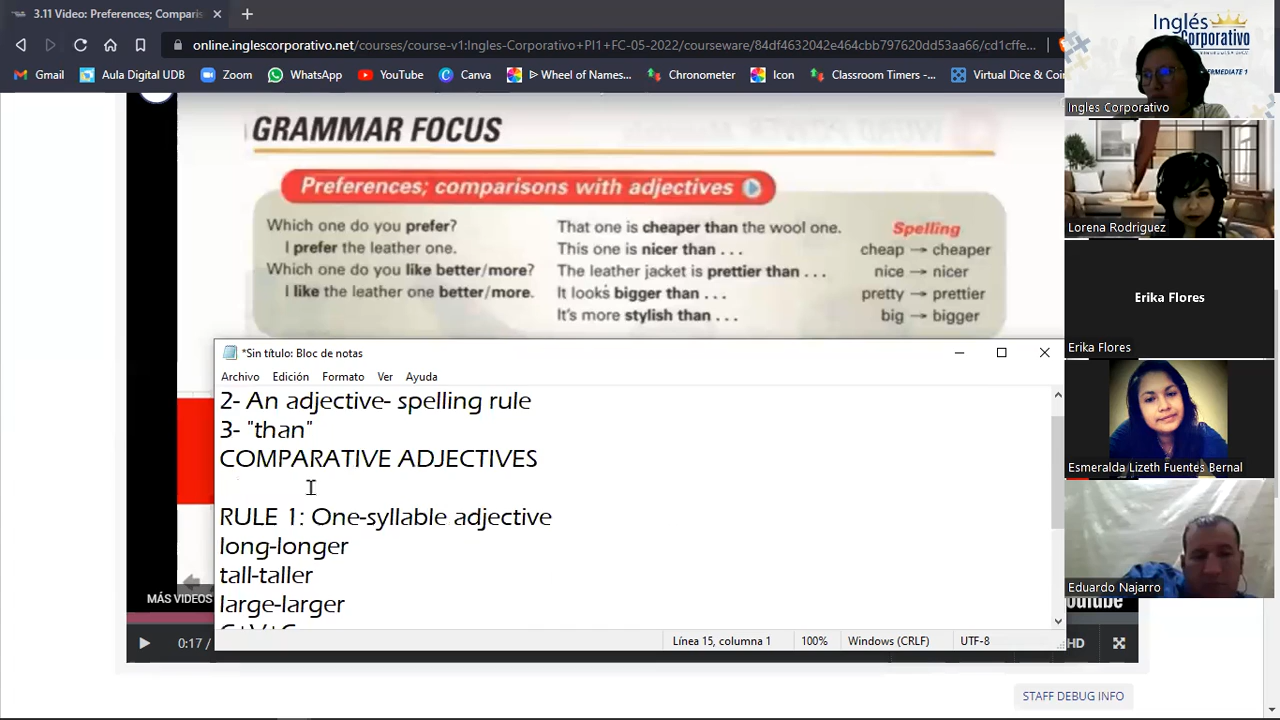 3.11 Video: Preferences; Comparis
online.inglescorporativo.net/courses/course-v1:Ingles-Corporativo+PI1+FC-05-2022/courseware/84df4632042e464cbb797620dd53aa66/cd1cffe...
Gmail
Aula Digital UDB
Zoom
WhatsApp
YouTube
Canva
Wheel of Names...
Chronometer
Icon
Classroom Timers -...
Virtual Dice & Coin
GRAMMAR FOCUS
Preferences; comparisons with adjectives
Which one do you prefer?
I prefer the leather one.
Which one do you like better/more?
I like the leather one better/more.
That one is cheaper than the wool one.
This one is nicer than . . .
The leather jacket is prettier than . . .
It looks bigger than . . .
It's more stylish than . . .
Spelling
cheap → cheaper
nice → nicer
pretty → prettier
big → bigger
*Sin título: Bloc de notas
Archivo Edición Formato Ver Ayuda
2- An adjective- spelling rule
3- "than"
COMPARATIVE ADJECTIVES
RULE 1: One-syllable adjective
long-longer
tall-taller
large-larger
C+V+C
Línea 15, columna 1
100%
Windows (CRLF)
UTF-8
MÁS VIDEOS
0:17 /
ouTube
HD
STAFF DEBUG INFO
Inglés
Corporativo
ERMEDIATE 1
Ingles Corporativo
Lorena Rodriguez
Erika Flores
Erika Flores
Esmeralda Lizeth Fuentes Bernal
Eduardo Najarro